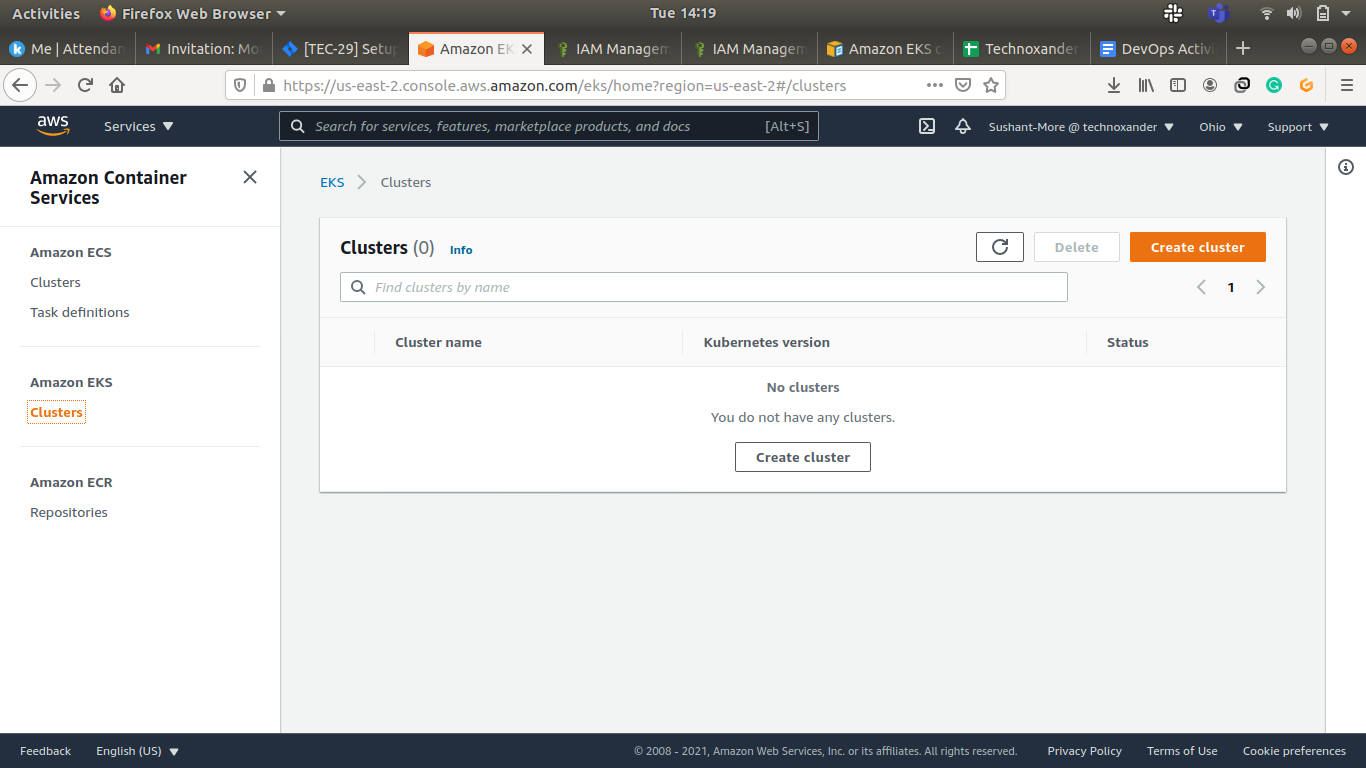 Activities Firefox Web Browser Tue 14:19
Me | Attendan Invitation: Mo [TEC-29] Setup Amazon EK IAM Managem IAM Managem Amazon EKS c Technoxander DevOps Activi
https://us-east-2.console.aws.amazon.com/eks/home?region=us-east-2#/clusters
aws Services Search for services, features, marketplace products, and docs [Alt+S] Sushant-More @ technoxander Ohio Support
Amazon Container
Services
Amazon ECS
Clusters
Task definitions
Amazon EKS
Clusters
Amazon ECR
Repositories
EKS Clusters
Clusters (0) Info Delete Create cluster
Find clusters by name 1
Cluster name Kubernetes version Status
No clusters
You do not have any clusters.
Create cluster
Feedback English (US) © 2008 - 2021, Amazon Web Services, Inc. or its affiliates. All rights reserved. Privacy Policy Terms of Use Cookie preferences